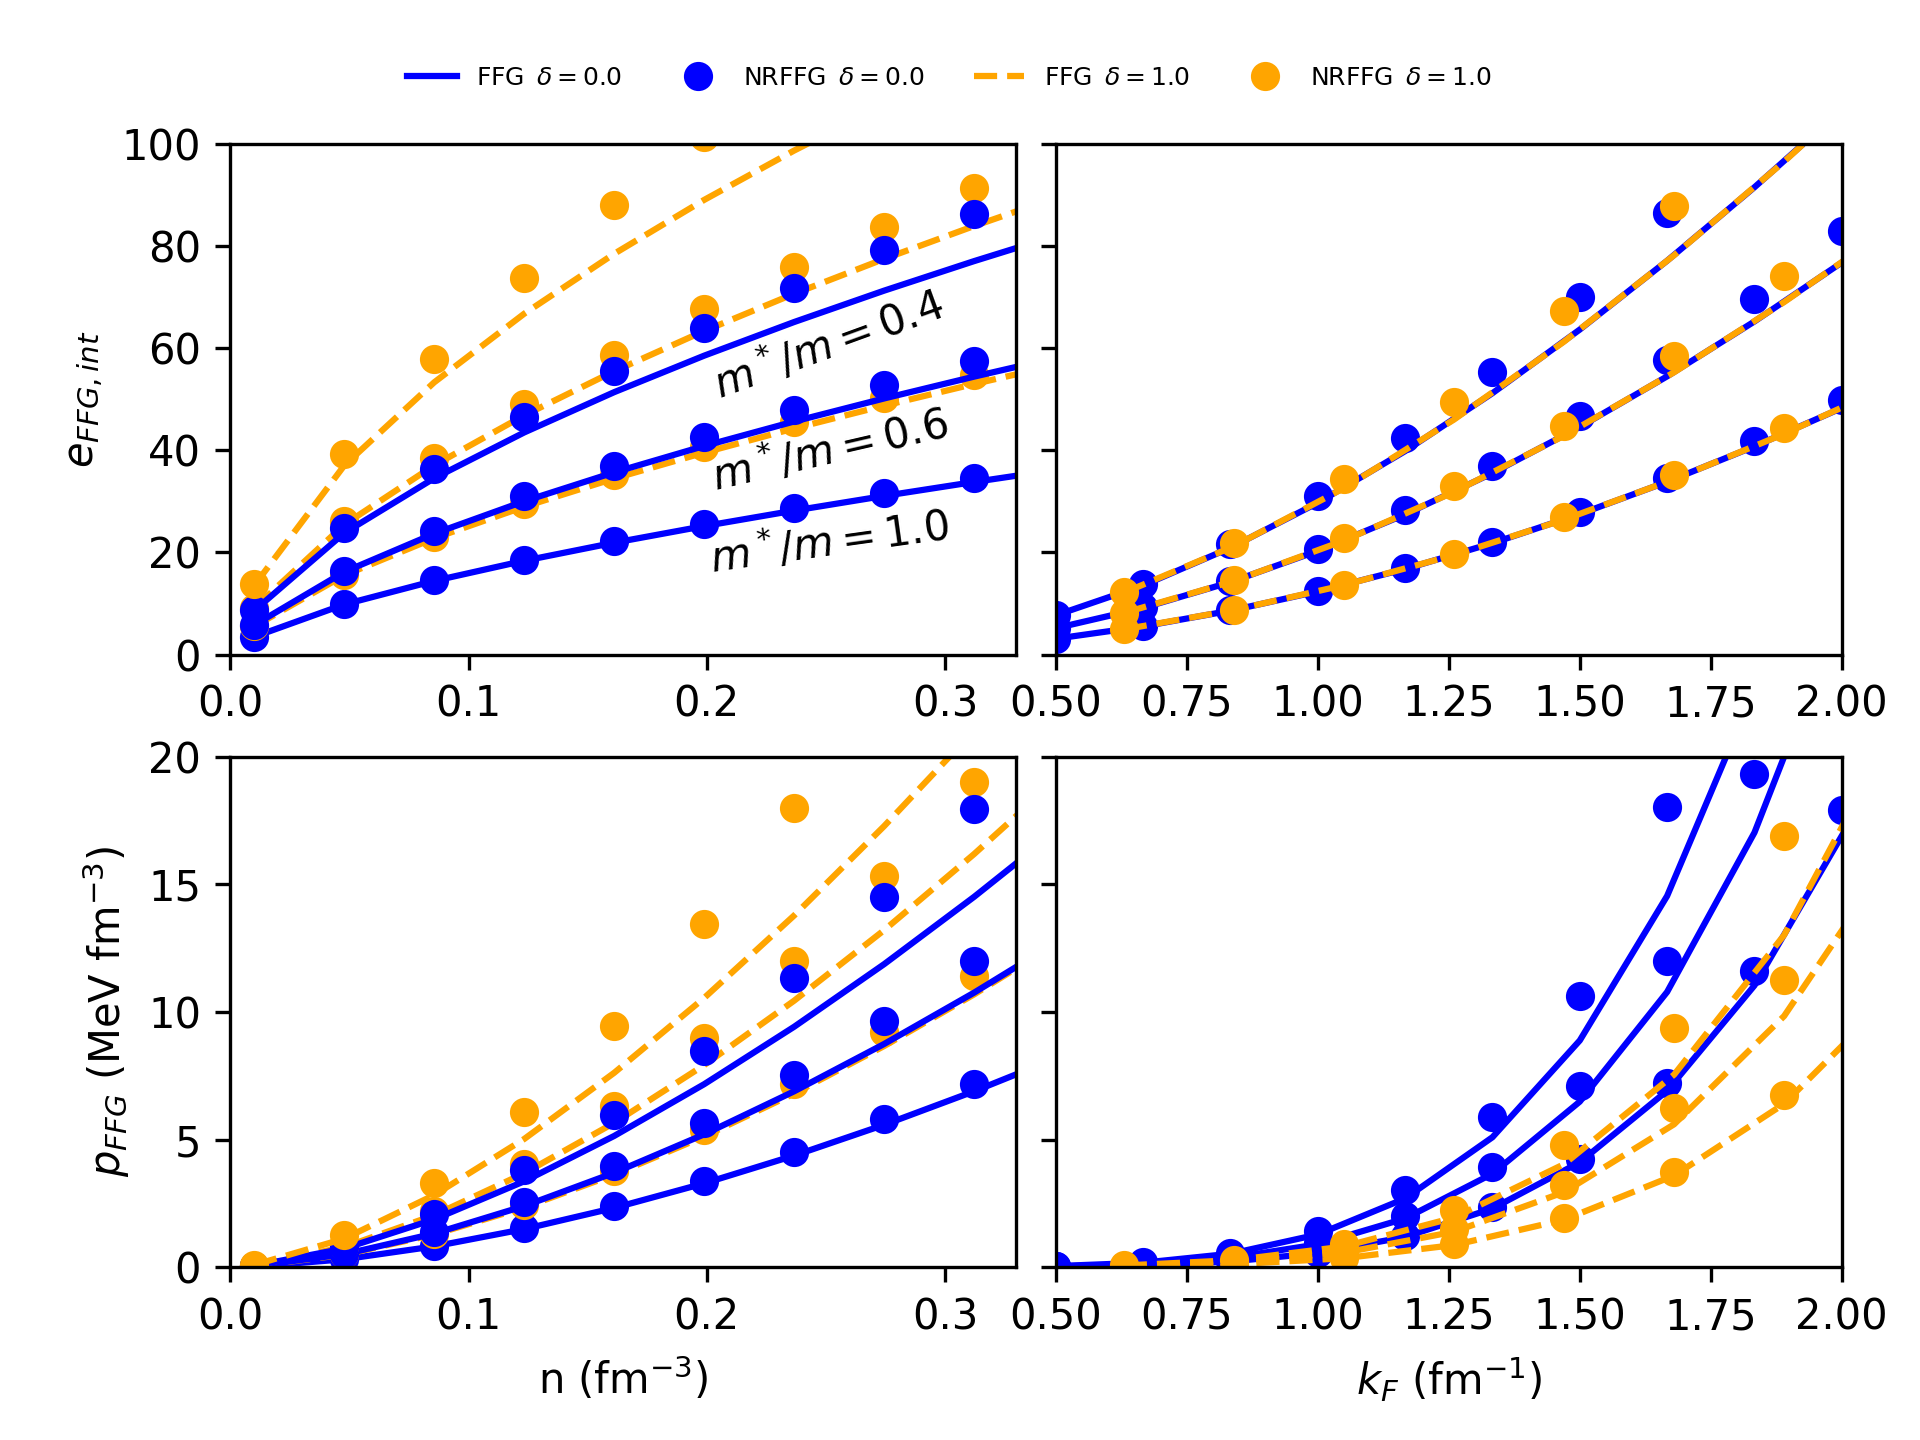 FFG δ = 0.0 NRFFG δ = 0.0 FFG δ = 1.0 NRFFG δ = 1.0
e_{FFG, int}
100
80
60
40
20
0
m*/m = 0.4
m*/m = 0.6
m*/m = 1.0
0.0 0.1 0.2 0.3
0.50 0.75 1.00 1.25 1.50 1.75 2.00
p_{FFG} (MeV fm⁻³)
20
15
10
5
0
0.0 0.1 0.2 0.3
0.50 0.75 1.00 1.25 1.50 1.75 2.00
n (fm⁻³)
k_F (fm⁻¹)